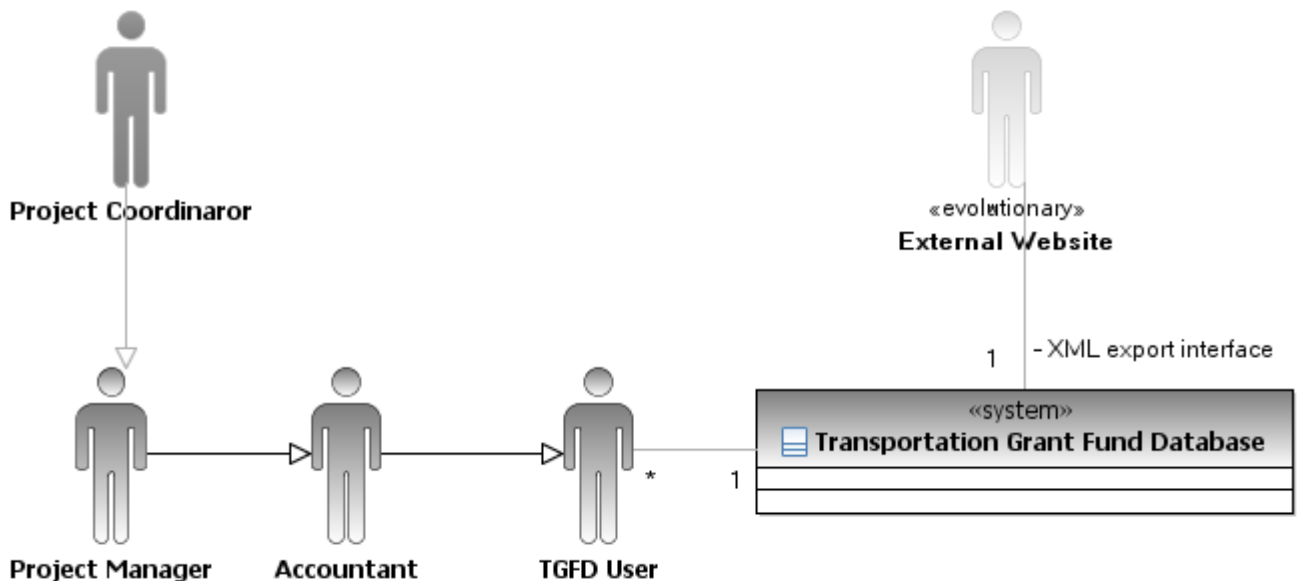 Project Coordinaror
«evolutionary»
External Website
1
- XML export interface
«system»
Transportation Grant Fund Database
*
1
Project Manager
Accountant
TGFD User